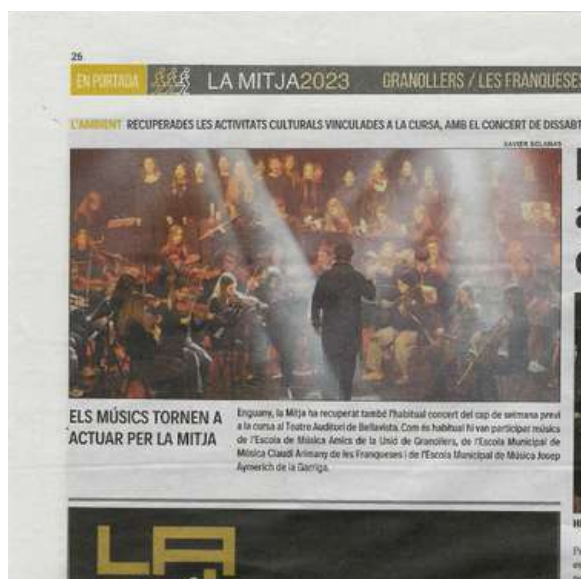 26
EN PORTADA LA MITJA2023 GRANOLLERS / LES FRANQUESES
L'AMBIENT RECUPERADES LES ACTIVITATS CULTURALS VINCULADES A LA CURSA, AMB EL CONCERT DE DISSABT
XAVIER SOLANAS
ELS MÚSICS TORNEN A
ACTUAR PER LA MITJA
Enguany, la Mitja ha recuperat també l'habitual concert del cap de setmana previ
a la cursa al Teatre Auditori de Bellavista. Com és habitual hi van participar músics
de l'Escola de Música Amics de la Unió de Granollers, de l'Escola Municipal de
Música Claudi Arimany de les Franqueses i de l'Escola Municipal de Música Josep
Aymerich de la Garriga.
LA